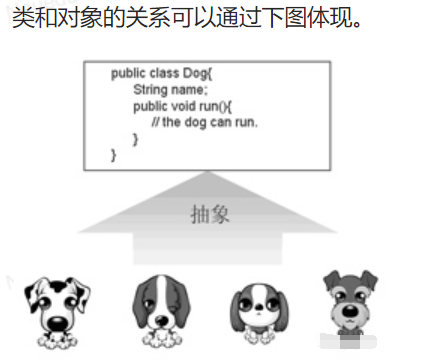 类和对象的关系可以通过下图体现。
public class Dog{
String name;
public void run(){
// the dog can run.
}
}
抽象